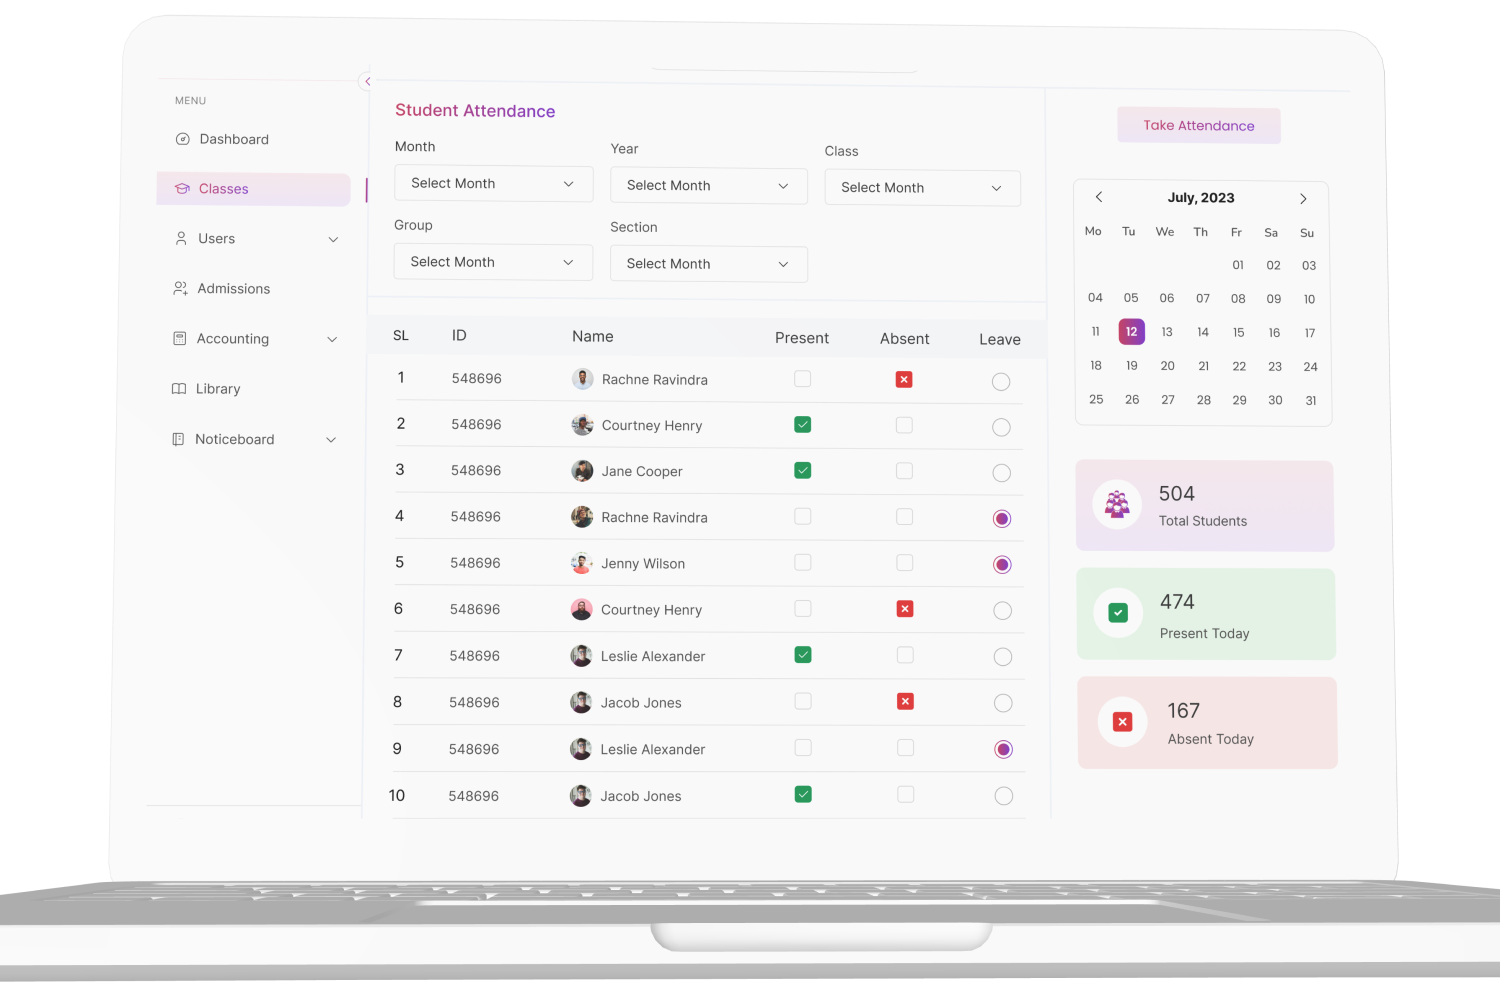 MENU
Dashboard
Classes
Users
Admissions
Accounting
Library
Noticeboard
Student Attendance
Month
Year
Class
Select Month
Select Month
Select Month
Group
Section
Select Month
Select Month
SL ID Name Present Absent Leave
1 548696 Rachne Ravindra
2 548696 Courtney Henry
3 548696 Jane Cooper
4 548696 Rachne Ravindra
5 548696 Jenny Wilson
6 548696 Courtney Henry
7 548696 Leslie Alexander
8 548696 Jacob Jones
9 548696 Leslie Alexander
10 548696 Jacob Jones
Take Attendance
July, 2023
Mo Tu We Th Fr Sa Su
01 02 03
04 05 06 07 08 09 10
11 12 13 14 15 16 17
18 19 20 21 22 23 24
25 26 27 28 29 30 31
504
Total Students
474
Present Today
167
Absent Today